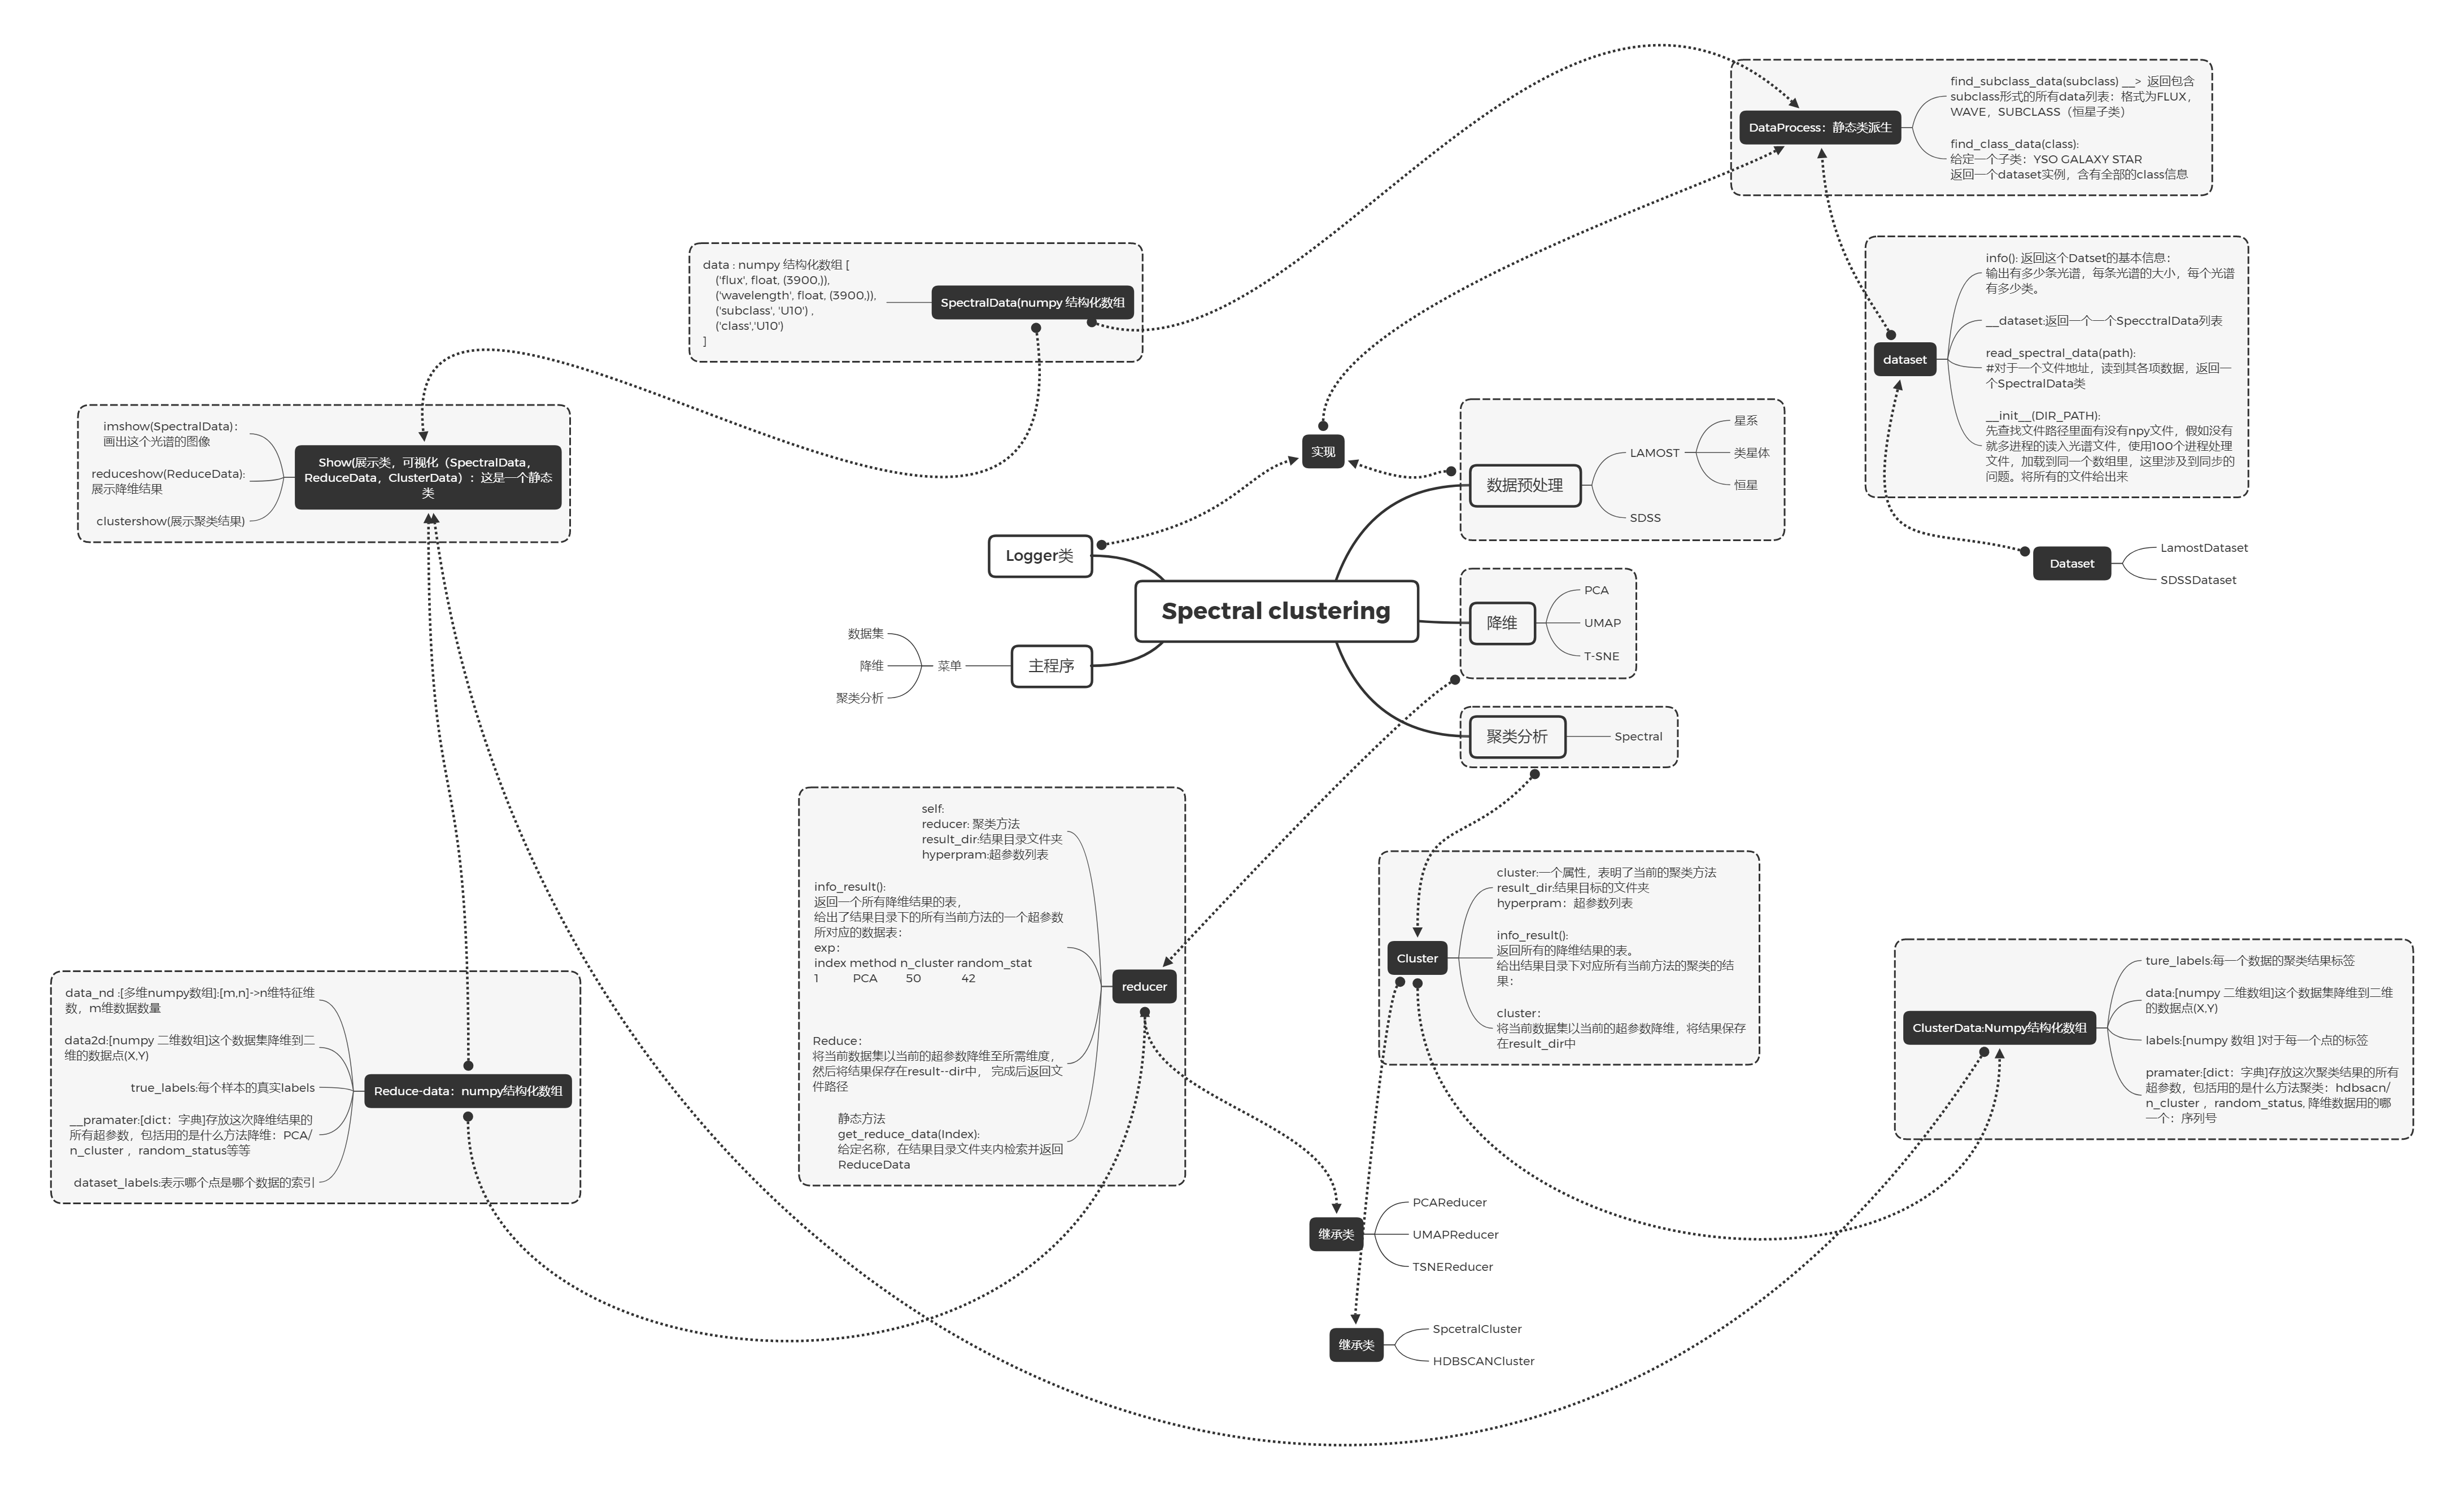 find_subclass_data(subclass) __> 返回包含
subclass形式的所有data列表：格式为FLUX，
WAVE，SUBCLASS（恒星子类）
DataProcess：静态类派生
find_class_data(class):
给定一个子类：YSO GALAXY STAR
返回一个dataset实例，含有全部的class信息
data : numpy 结构化数组 [
('flux', float, (3900,)),
('wavelength', float, (3900,)),
('subclass', 'U10') ,
('class','U10')
]
SpectralData(numpy 结构化数组
info(): 返回这个Datset的基本信息：
输出有多少条光谱，每条光谱的大小，每个光谱
有多少类。
__dataset:返回一个一个SpecctralData列表
dataset
read_spectral_data(path):
#对于一个文件地址，读到其各项数据，返回一
个SpectralData类
__init__(DIR_PATH):
先查找文件路径里面有没有npy文件，假如没有
就多进程的读入光谱文件，使用100个进程处理
文件，加载到同一个数组里，这里涉及到同步的
问题。将所有的文件给出来
Dataset
LamostDataset
SDSSDataset
imshow(SpectralData)：
画出这个光谱的图像
reduceshow(ReduceData):
展示降维结果
clustershow(展示聚类结果)
Show(展示类，可视化（SpectralData，
ReduceData，ClusterData）：这是一个静态
类
实现
数据预处理
LAMOST
星系
类星体
恒星
SDSS
Logger类
Spectral clustering
降维
PCA
UMAP
T-SNE
数据集
降维
聚类分析
菜单
主程序
聚类分析
Spectral
self:
reducer: 聚类方法
result_dir:结果目录文件夹
hyperpram:超参数列表
info_result():
返回一个所有降维结果的表，
给出了结果目录下的所有当前方法的一个超参数
所对应的数据表：
exp：
index method n_cluster random_stat
1 PCA 50 42
reducer
Reduce：
将当前数据集以当前的超参数降维至所需维度，
然后将结果保存在result--dir中， 完成后返回文
件路径
静态方法
get_reduce_data(Index):
给定名称，在结果目录文件夹内检索并返回
ReduceData
Cluster
cluster:一个属性，表明了当前的聚类方法
result_dir:结果目标的文件夹
hyperpram：超参数列表
info_result():
返回所有的降维结果的表。
给出结果目录下对应所有当前方法的聚类的结
果：
cluster：
将当前数据集以当前的超参数降维，将结果保存
在result_dir中
data_nd :[多维numpy数组]:[m,n]->n维特征维
数，m维数据数量
data2d:[numpy 二维数组]这个数据集降维到二
维的数据点(X,Y)
true_labels:每个样本的真实labels
__pramater:[dict：字典]存放这次降维结果的
所有超参数，包括用的是什么方法降维：PCA/
n_cluster ，random_status等等
dataset_labels:表示哪个点是哪个数据的索引
Reduce-data：numpy结构化数组
ClusterData:Numpy结构化数组
ture_labels:每一个数据的聚类结果标签
data:[numpy 二维数组]这个数据集降维到二维
的数据点(X,Y)
labels:[numpy 数组 ]对于每一个点的标签
pramater:[dict：字典]存放这次聚类结果的所有
超参数，包括用的是什么方法聚类：hdbsacn/
n_cluster ，random_status, 降维数据用的哪
一个：序列号
继承类
PCAReducer
UMAPReducer
TSNEReducer
继承类
SpcetralCluster
HDBSCANCluster